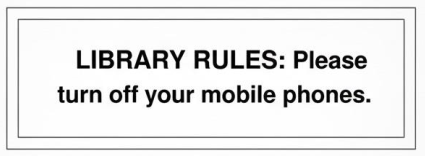 LIBRARY RULES: Please
turn off your mobile phones.